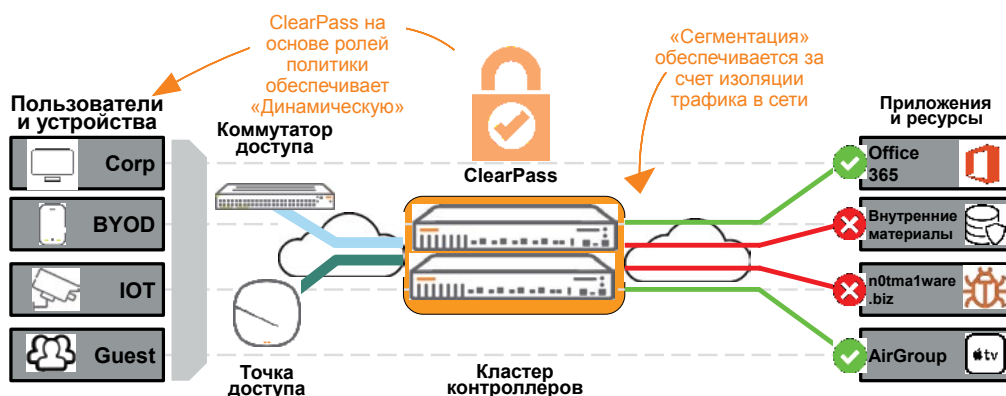 ClearPass на
основе ролей
политики
обеспечивает
«Динамическую»
«Сегментация»
обеспечивается за
счет изоляции
трафика в сети
Пользователи
и устройства
Corp
BYOD
IOT
Guest
Коммутатор
доступа
Точка
доступа
ClearPass
Кластер
контроллеров
Приложения
и ресурсы
Office
365
Внутренние
материалы
n0tma1ware
.biz
AirGroup
tv